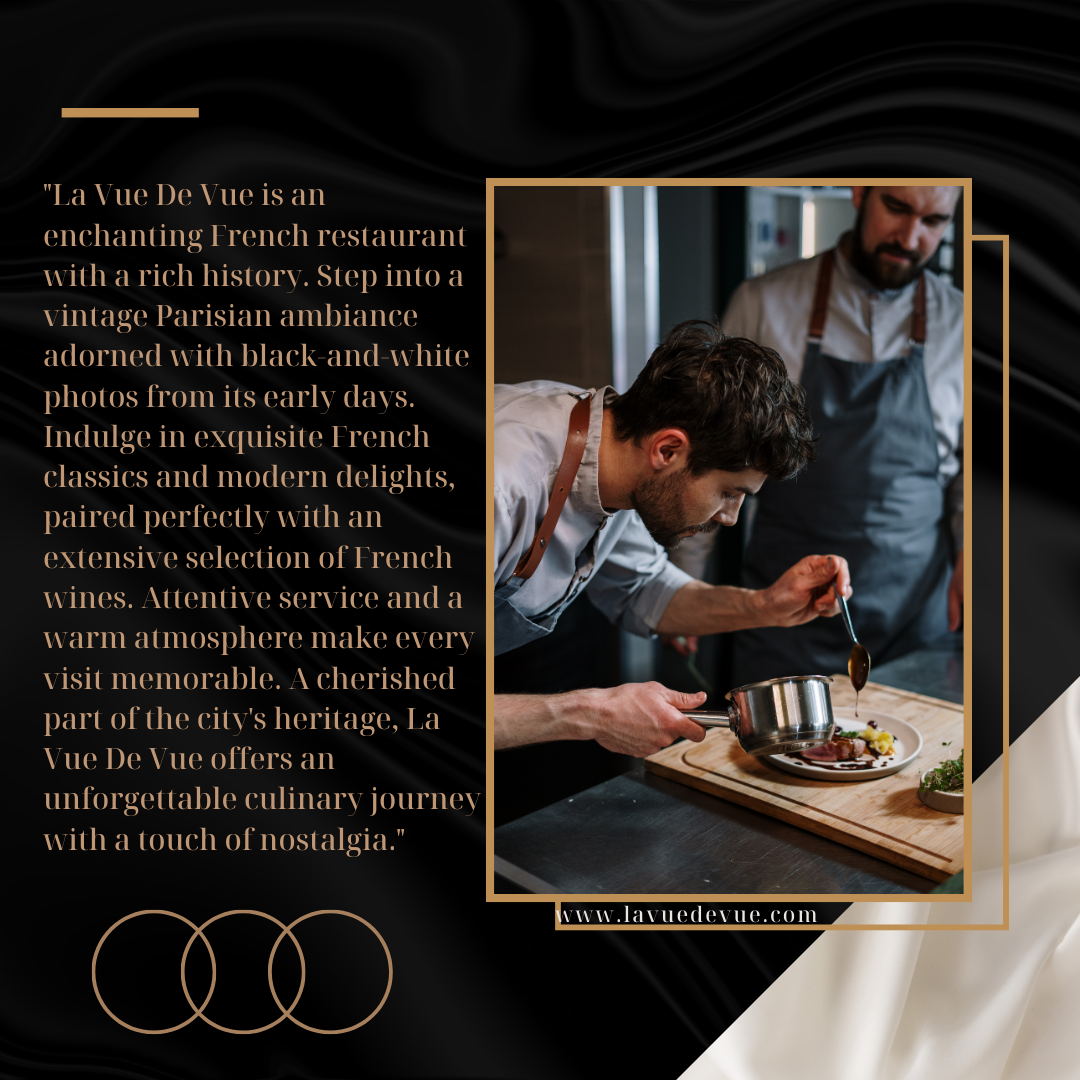 "La Vue De Vue is an
enchanting French restaurant
with a rich history. Step into a
vintage Parisian ambiance
adorned with black-and-white
photos from its early days.
Indulge in exquisite French
classics and modern delights,
paired perfectly with an
extensive selection of French
wines. Attentive service and a
warm atmosphere make every
visit memorable. A cherished
part of the city's heritage, La
Vue De Vue offers an
unforgettable culinary journey
with a touch of nostalgia."
www.lavuedevue.com